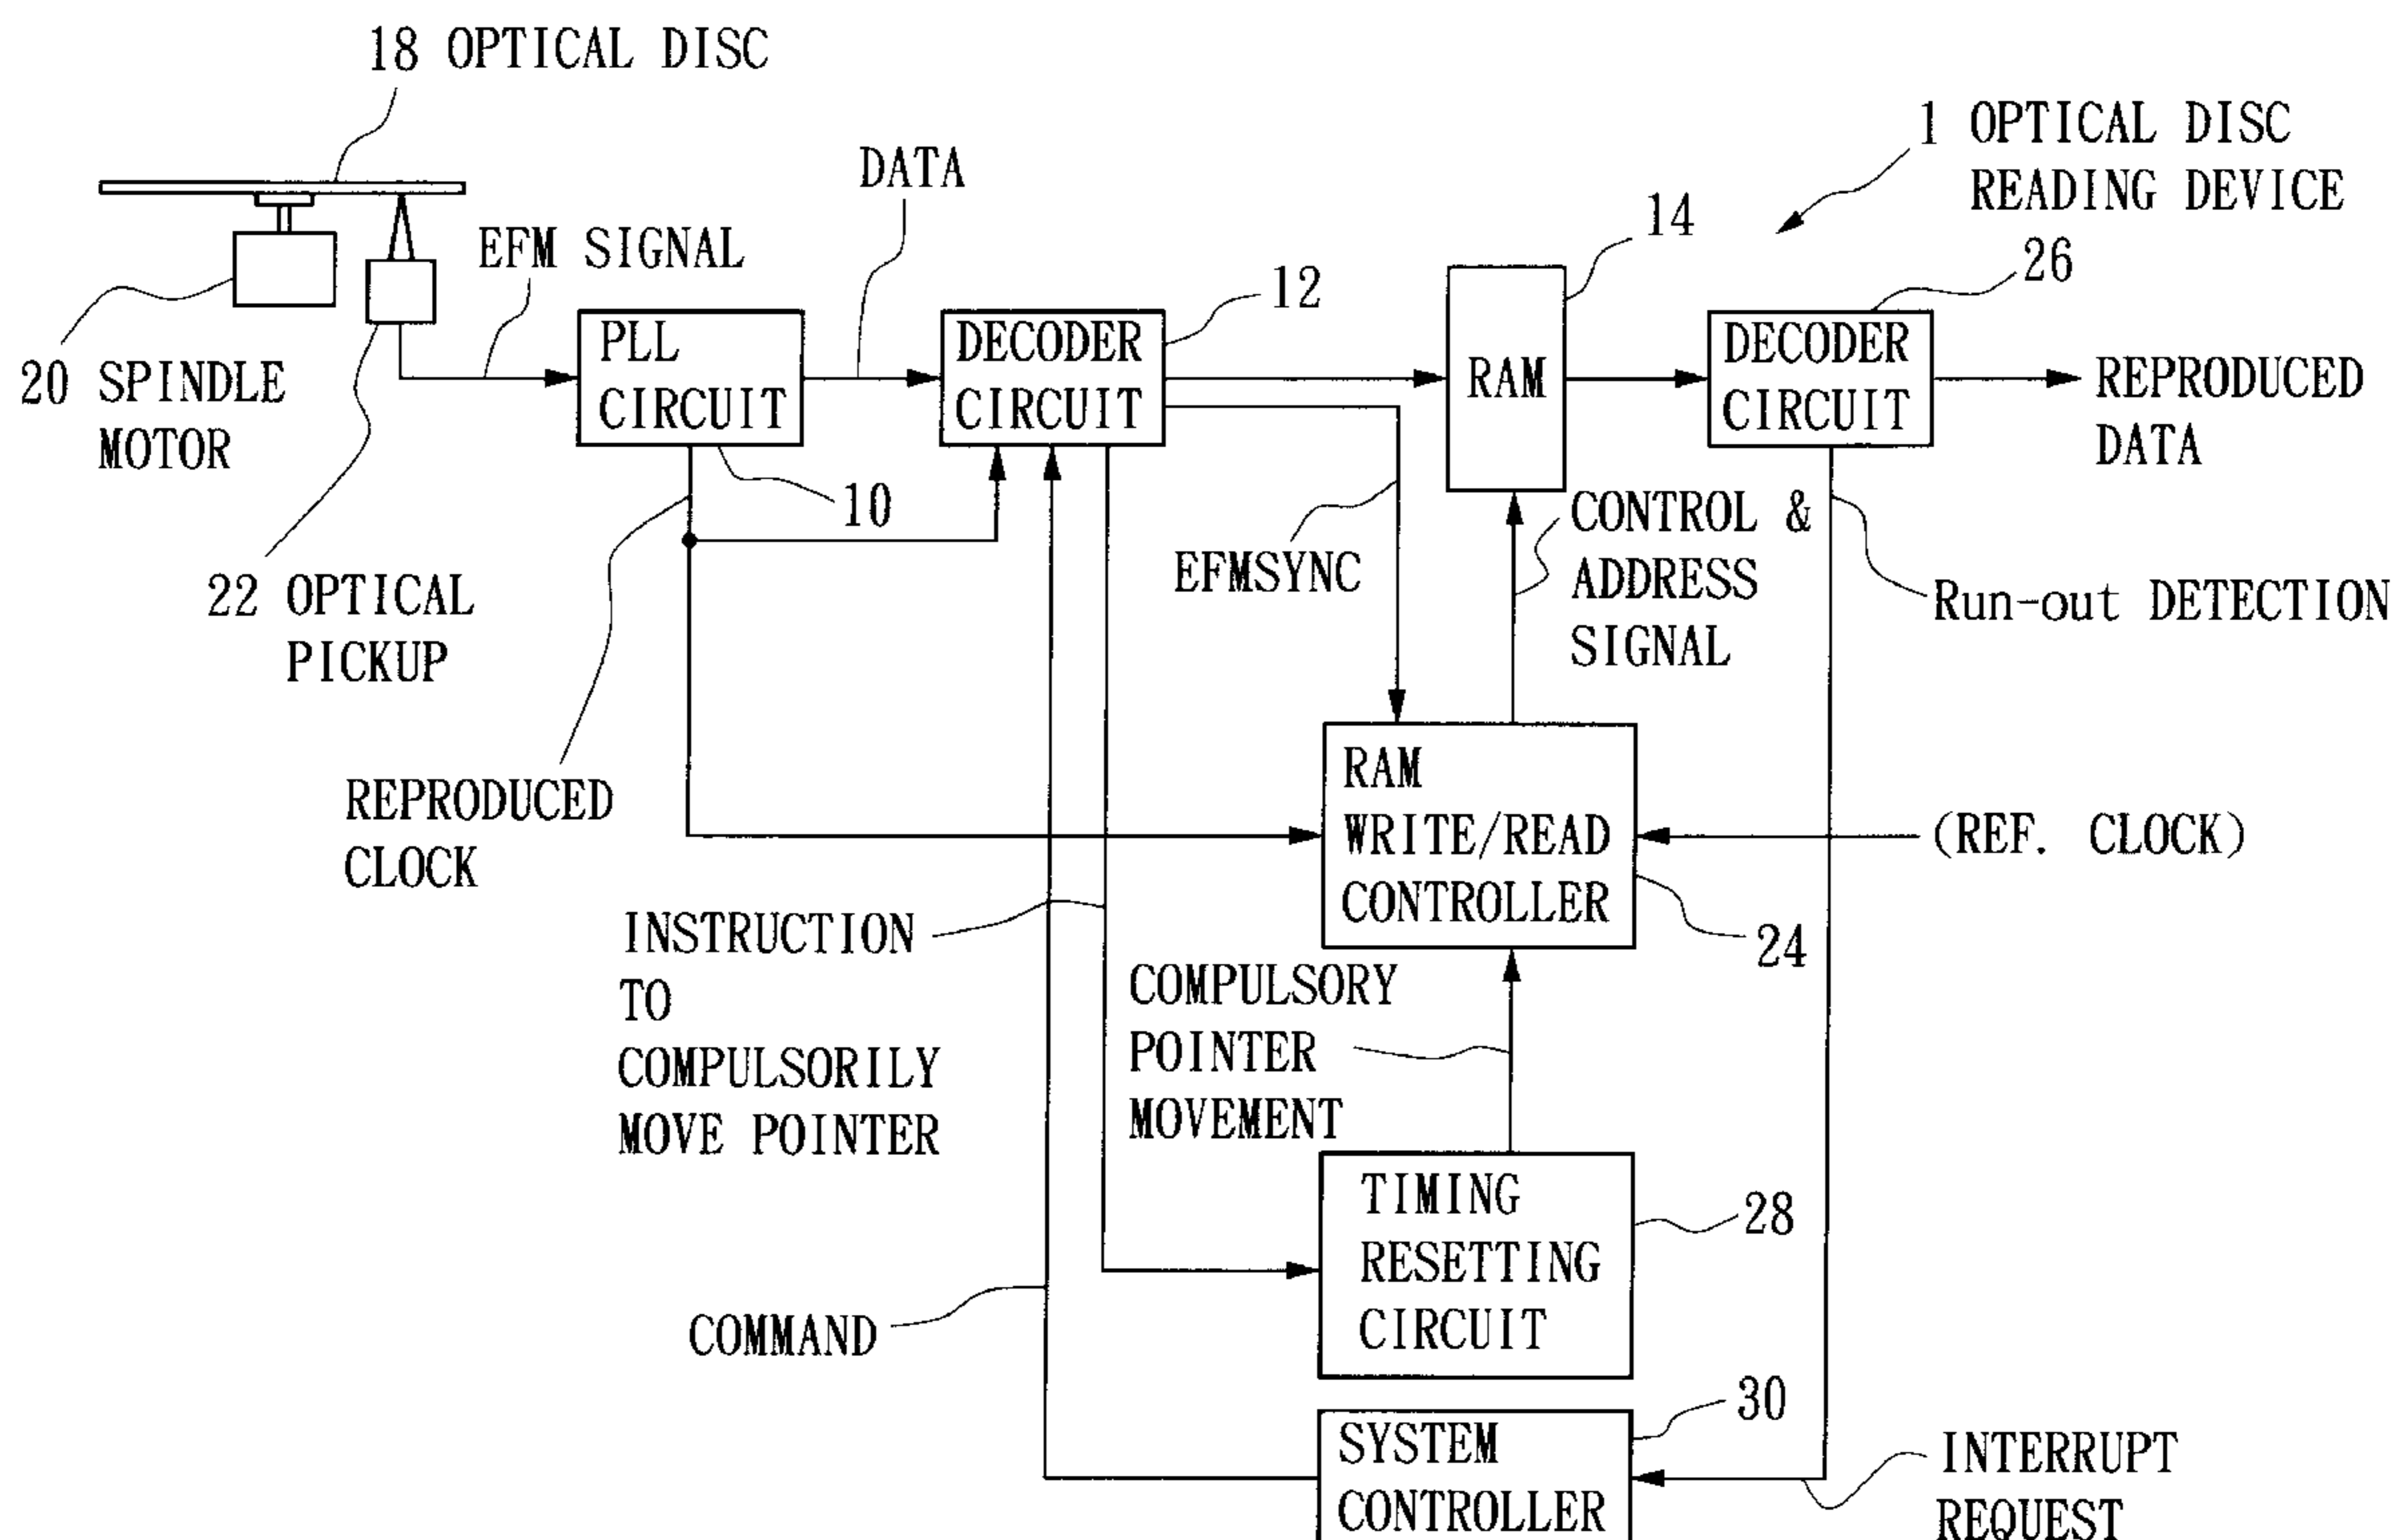 18 OPTICAL DISC
1 OPTICAL DISC
READING DEVICE
DATA
14
EFM SIGNAL
26
12
PLL
CIRCUIT
DECODER
CIRCUIT
RAM
DECODER
CIRCUIT
REPRODUCED
DATA
20 SPINDLE
MOTOR
10
CONTROL &
ADDRESS
SIGNAL
EFMSYNC
Run-out DETECTION
22 OPTICAL
PICKUP
REPRODUCED
CLOCK
RAM
WRITE/READ
CONTROLLER
(REF. CLOCK)
24
INSTRUCTION
TO
COMPULSORILY
MOVE POINTER
COMPULSORY
POINTER
MOVEMENT
TIMING
RESETTING
CIRCUIT
28
COMMAND
30
SYSTEM
CONTROLLER
INTERRUPT
REQUEST